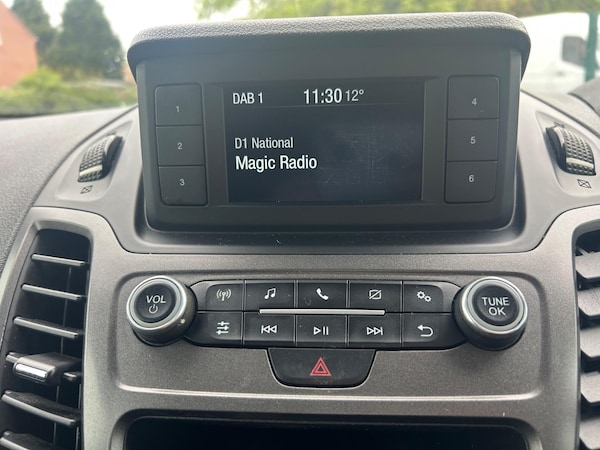 DAB 1 11:30 12°
D1 National
Magic Radio
1
2
3
4
5
6
VOL
TUNE
OK